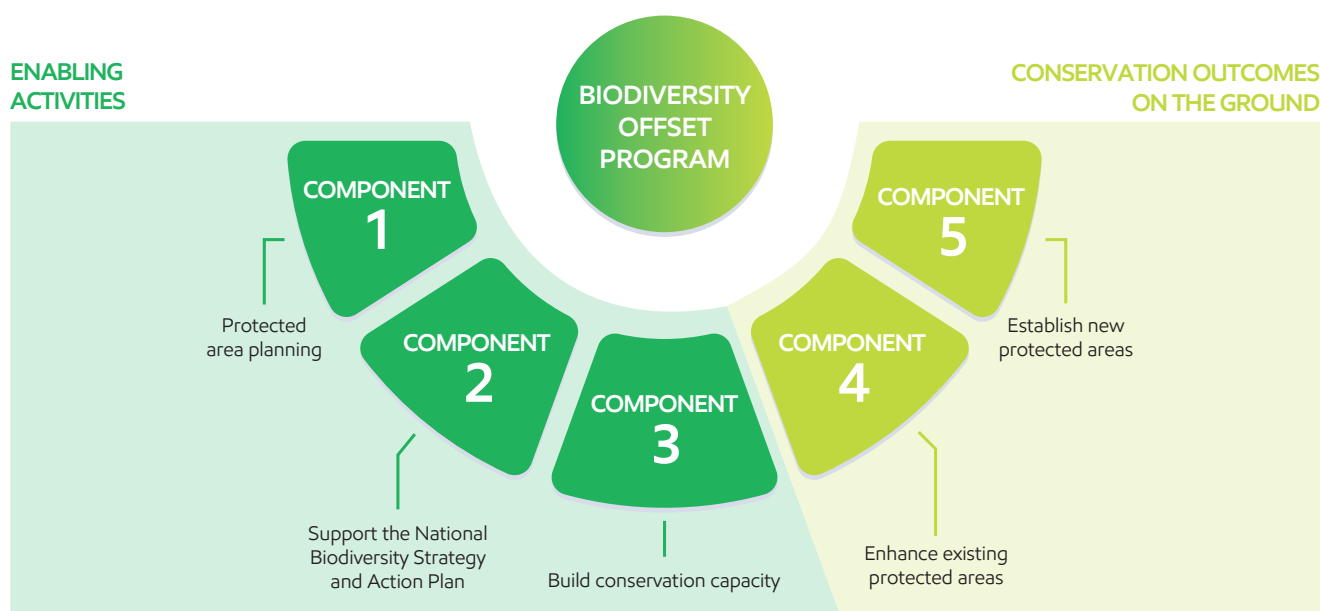 ENABLING
ACTIVITIES
BIODIVERSITY
OFFSET
PROGRAM
CONSERVATION OUTCOMES
ON THE GROUND
COMPONENT
1
Protected
area planning
COMPONENT
2
Support the National
Biodiversity Strategy
and Action Plan
COMPONENT
3
Build conservation capacity
COMPONENT
4
Enhance existing
protected areas
COMPONENT
5
Establish new
protected areas